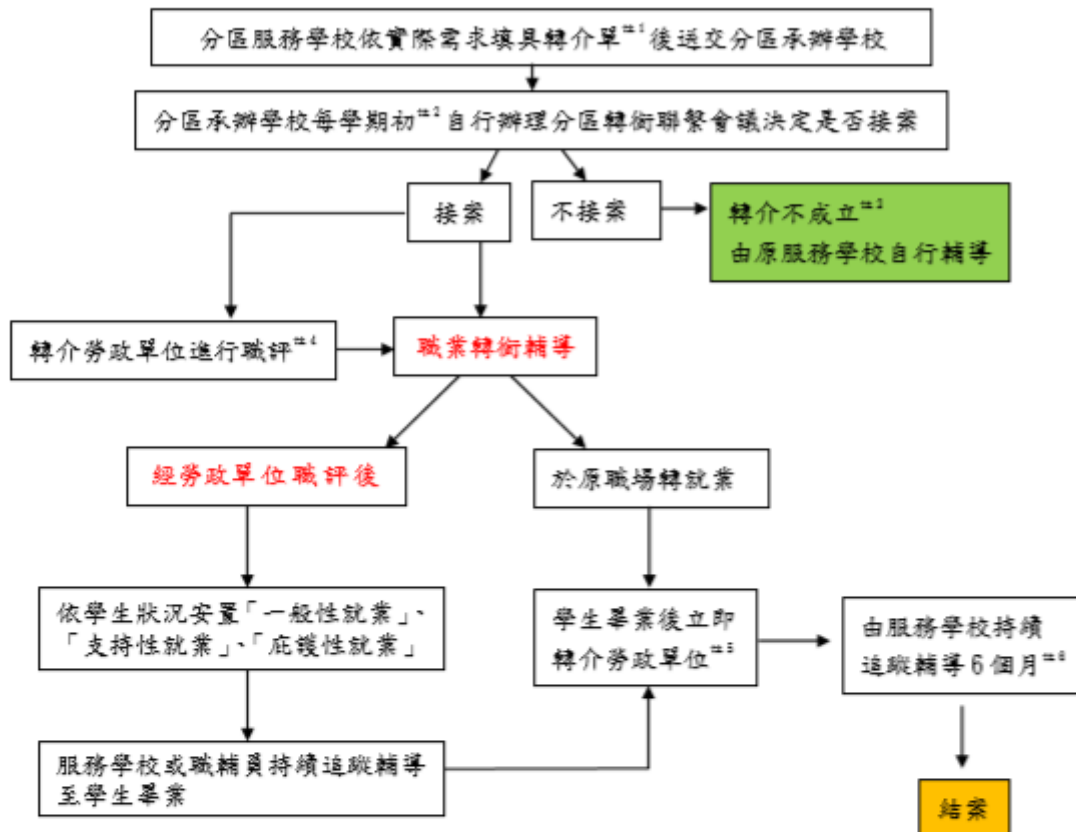 分區服務學校依實際需求填具轉介單註1後送交分區承辦學校
分區承辦學校每學期初註2自行辦理分區轉銜聯繫會議決定是否接案
接案
不接案
轉介不成立註3
由原服務學校自行輔導
轉介勞政單位進行職評註4
職業轉銜輔導
經勞政單位職評後
於原職場轉就業
依學生狀況安置「一般性就業」、
「支持性就業」、「庇護性就業」
學生畢業後立即
轉介勞政單位註5
由服務學校持續
追蹤輔導6個月註6
服務學校或職輔員持續追蹤輔導
至學生畢業
結案